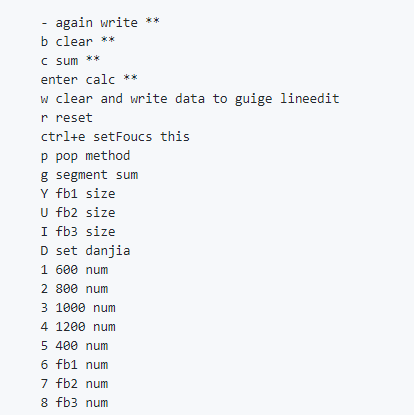 - again write **
b clear **
c sum **
enter calc **
w clear and write data to guige lineedit
r reset
ctrl+e setFoucs this
p pop method
g segment sum
Y fb1 size
U fb2 size
I fb3 size
D set danjia
1 600 num
2 800 num
3 1000 num
4 1200 num
5 400 num
6 fb1 num
7 fb2 num
8 fb3 num